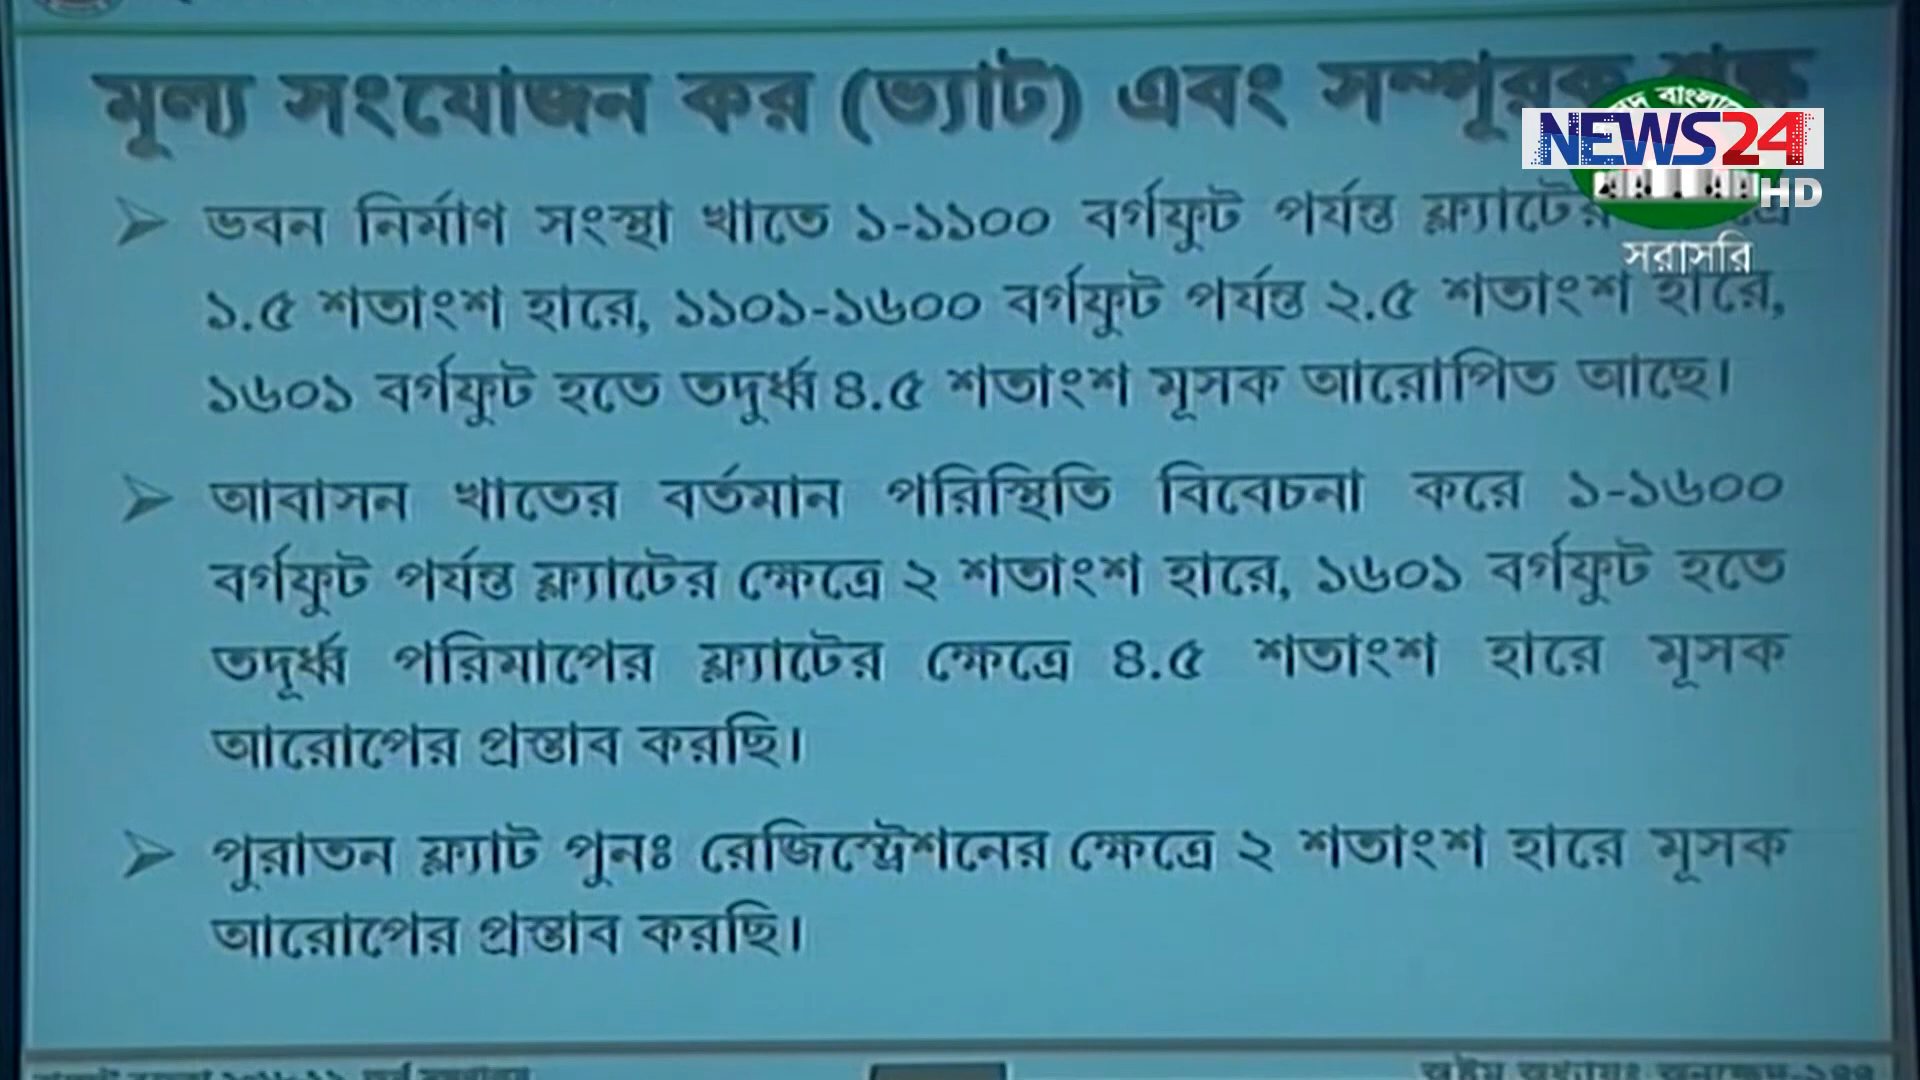 মূল্য সংযোজন কর (ভ্যাট) এবং সম্পূরক
NEWS24
HD
সরাসরি
ভবন নির্মাণ সংস্থা খাতে ১-১১০০ বর্গফুট পর্যন্ত ফ্ল্যাটের
১.৫ শতাংশ হারে, ১১০১-১৬০০ বর্গফুট পর্যন্ত ২.৫ শতাংশ হারে,
১৬০১ বর্গফুট হতে তদুর্ধ্ব ৪.৫ শতাংশ মূসক আরোপিত আছে।
আবাসন খাতের বর্তমান পরিস্থিতি বিবেচনা করে ১-১৬০০
বর্গফুট পর্যন্ত ফ্ল্যাটের ক্ষেত্রে ২ শতাংশ হারে, ১৬০১ বর্গফুট হতে
তদূর্ধ্ব পরিমাপের ফ্ল্যাটের ক্ষেত্রে ৪.৫ শতাংশ হারে মূসক
আরোপের প্রস্তাব করছি।
পুরাতন ফ্ল্যাট পুনঃ রেজিস্ট্রেশনের ক্ষেত্রে ২ শতাংশ হারে মূসক
আরোপের প্রস্তাব করছি।